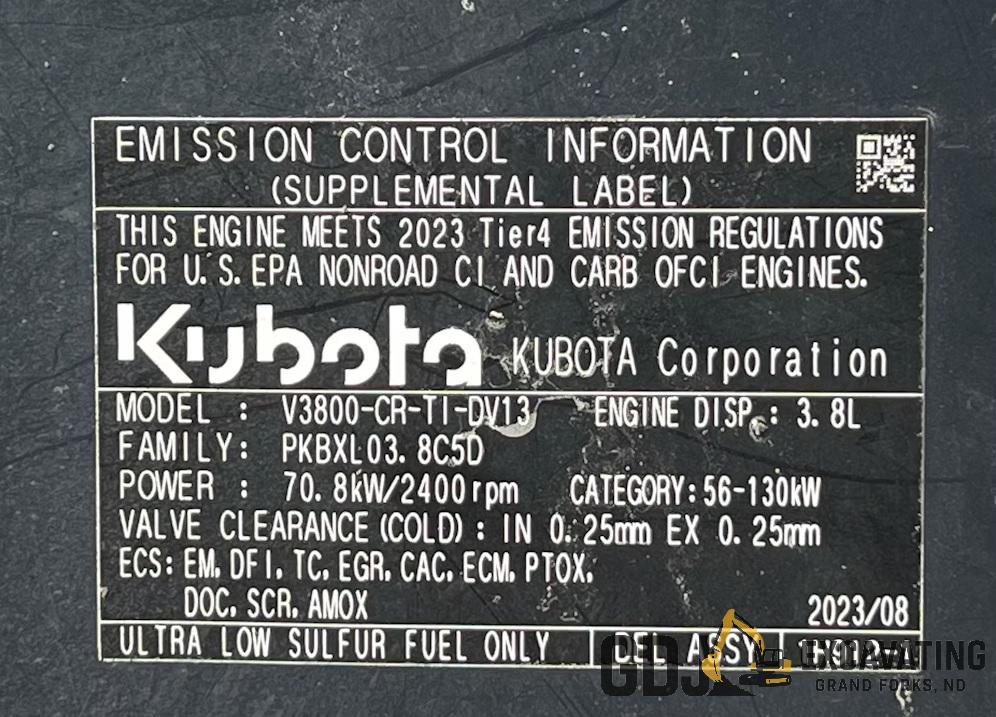 EMISSION CONTROL INFORMATION
(SUPPLEMENTAL LABEL)
THIS ENGINE MEETS 2023 Tier4 EMISSION REGULATIONS
FOR U.S.EPA NONROAD CI AND CARB OFCI ENGINES.
Kubota KUBOTA Corporation
MODEL : V3800-CR-TI-DV13 ENGINE DISP.: 3.8L
FAMILY: PKBXL03.8C5D
POWER : 70.8kW/2400rpm CATEGORY:56-130kW
VALVE CLEARANCE(COLD): IN 0.25mm EX 0.25mm
ECS: EM, DFI, TC, EGR, CAC, ECM, PTOX,
DOC, SCR, AMOX
2023/08
ULTRA LOW SULFUR FUEL ONLY DEL ASSY
GDJ EXCAVATING
GRAND FORKS, ND